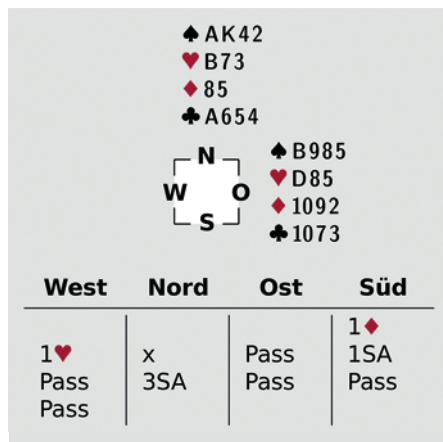 ♠ AK42
♥ B73
♦ 85
♣ A654
N
W O
S
♠ B985
♥ D85
♦ 1092
♣ 1073
West Nord Ost Süd
1♦
1♥ x Pass 1SA
Pass 3SA Pass Pass
Pass